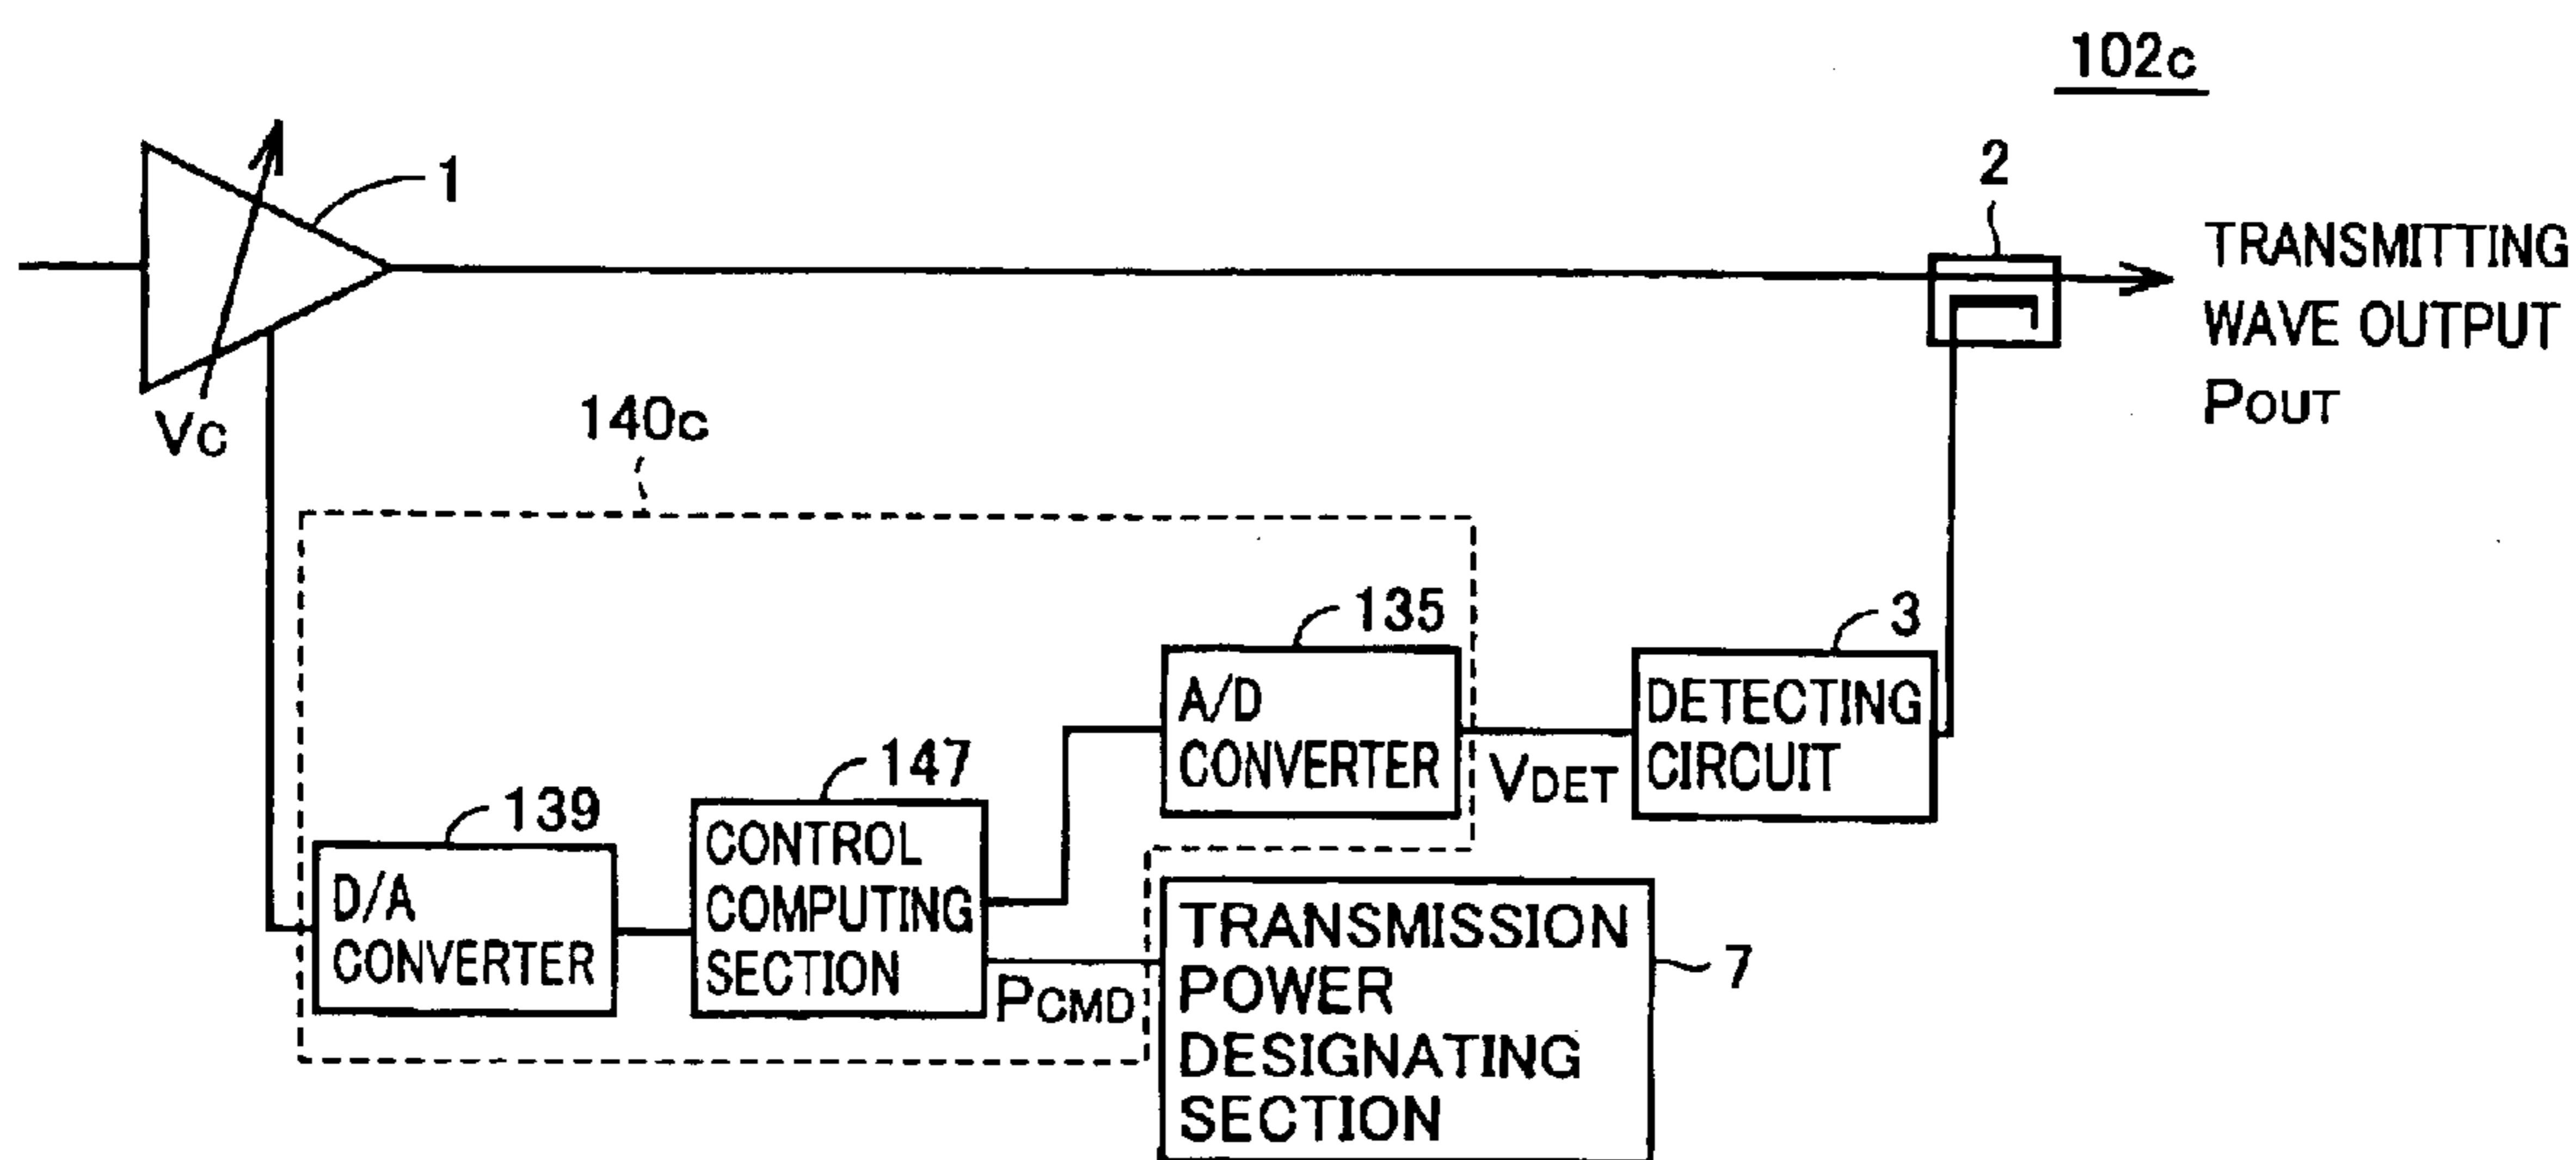 102c
1
2
TRANSMITTING
WAVE OUTPUT
POUT
VC
140c
135
3
A/D
CONVERTER
DETECTING
CIRCUIT
VDET
147
139
CONTROL
COMPUTING
SECTION
D/A
CONVERTER
PCMD
TRANSMISSION
POWER
DESIGNATING
SECTION
7